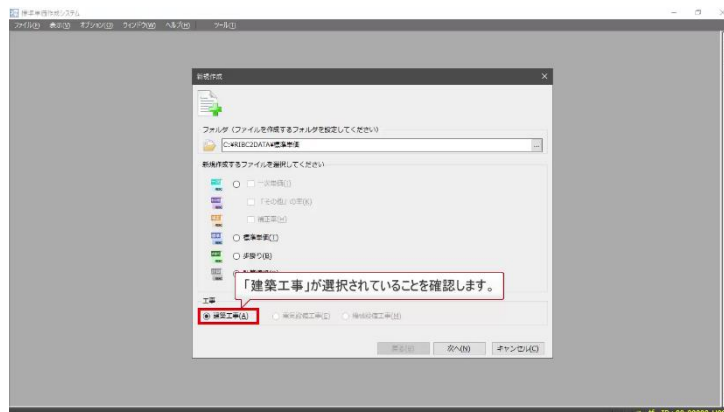 標準単価作成システム
ファイル(F) 表示(V) オプション(O) ウィンドウ(W) ヘルプ(H) ツール(T)
新規作成
フォルダ（ファイルを作成するフォルダを設定してください）
C:¥RIBC2DATA¥標準単価
新規作成するファイルを選択してください
一次単価(I)
「その他」の率(K)
補正率(H)
標準単価(T)
歩掛り(B)
「建築工事」が選択されていることを確認します。
工事
建築工事(A) 電気設備工事(E) 機械設備工事(M)
戻る(B) 次へ(N) キャンセル(C)